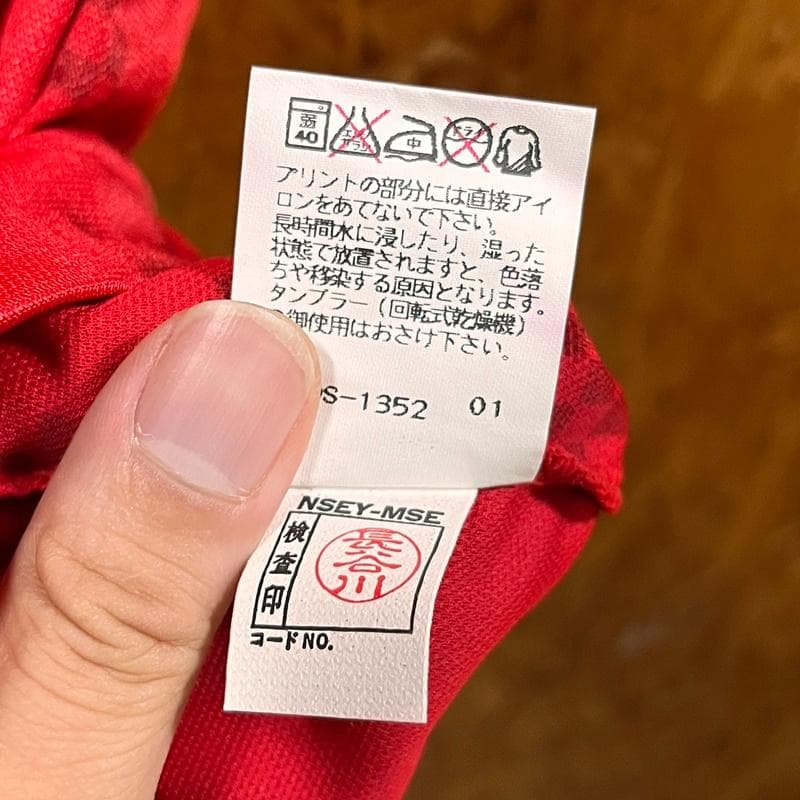 弱
40
エンソ
サラシ
中
ドライ
プリントの部分には直接アイ
ロンをあてないで下さい。
長時間水に浸したり、湿った
状態で放置されますと、色落
ちや移染する原因となります。
タンブラー（回転式乾燥機）
御使用はおさけ下さい。
S-1352 01
NSEY-MSE
検査印
長谷川
コードNO.